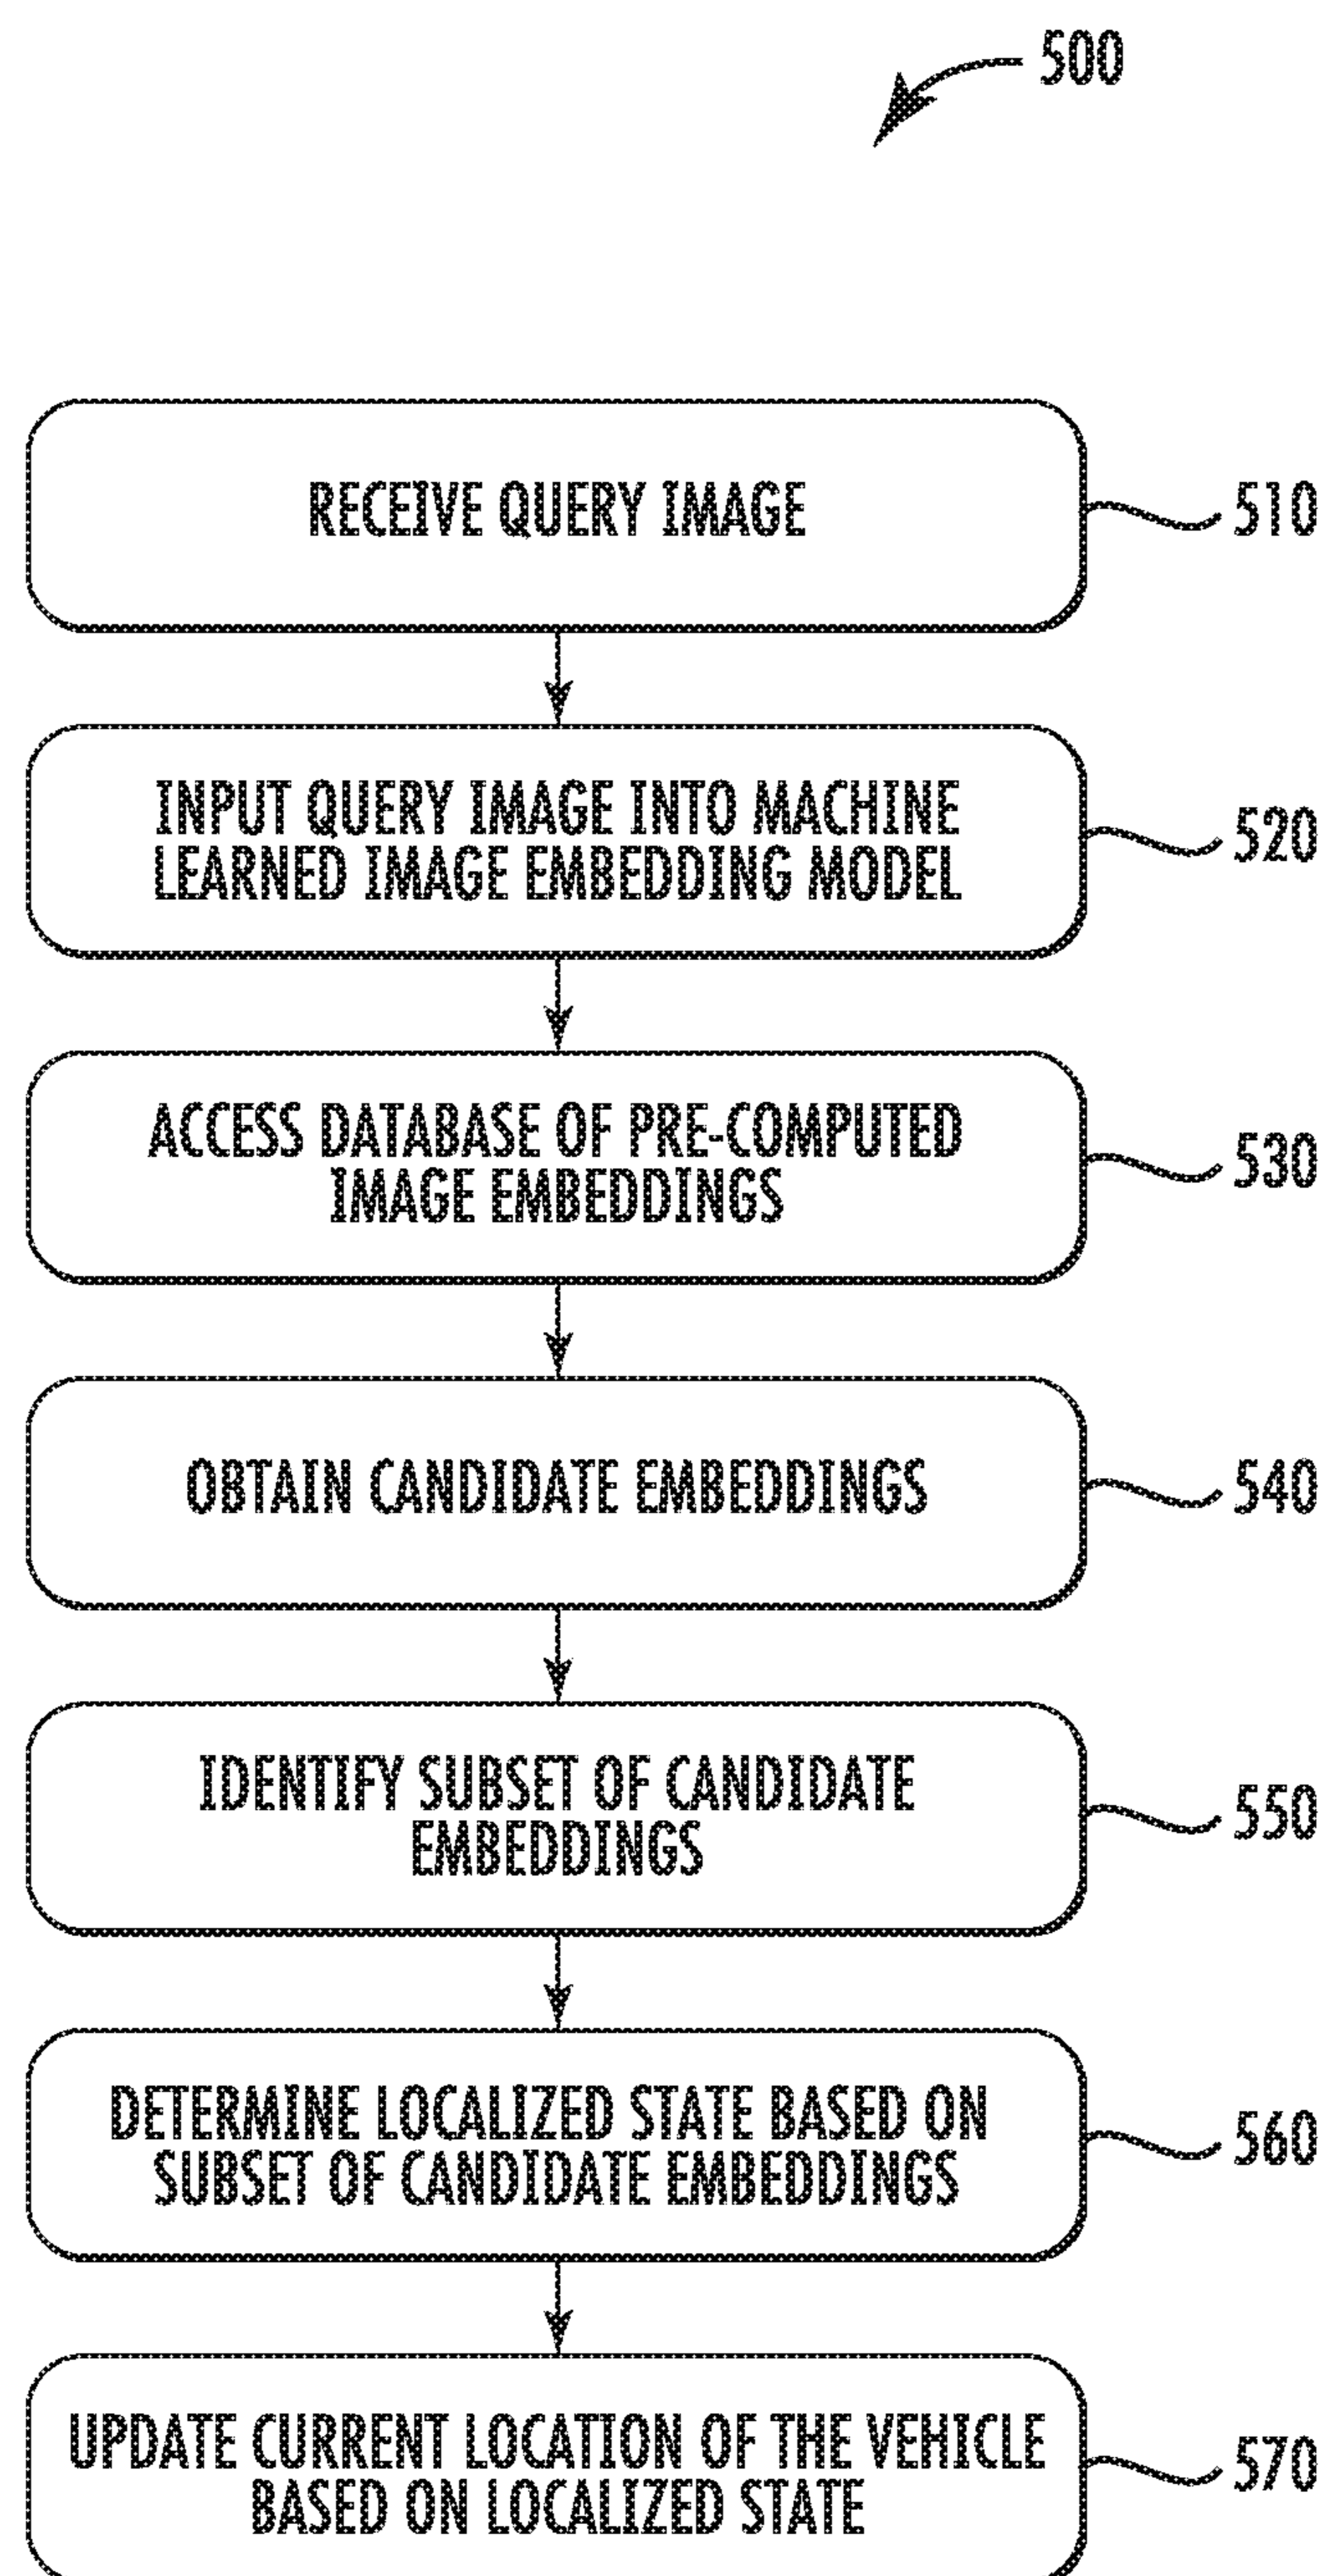 500
RECEIVE QUERY IMAGE
510
INPUT QUERY IMAGE INTO MACHINE
LEARNED IMAGE EMBEDDING MODEL
520
ACCESS DATABASE OF PRE-COMPUTED
IMAGE EMBEDDINGS
530
OBTAIN CANDIDATE EMBEDDINGS
540
IDENTIFY SUBSET OF CANDIDATE
EMBEDDINGS
550
DETERMINE LOCALIZED STATE BASED ON
SUBSET OF CANDIDATE EMBEDDINGS
560
UPDATE CURRENT LOCATION OF THE VEHICLE
BASED ON LOCALIZED STATE
570